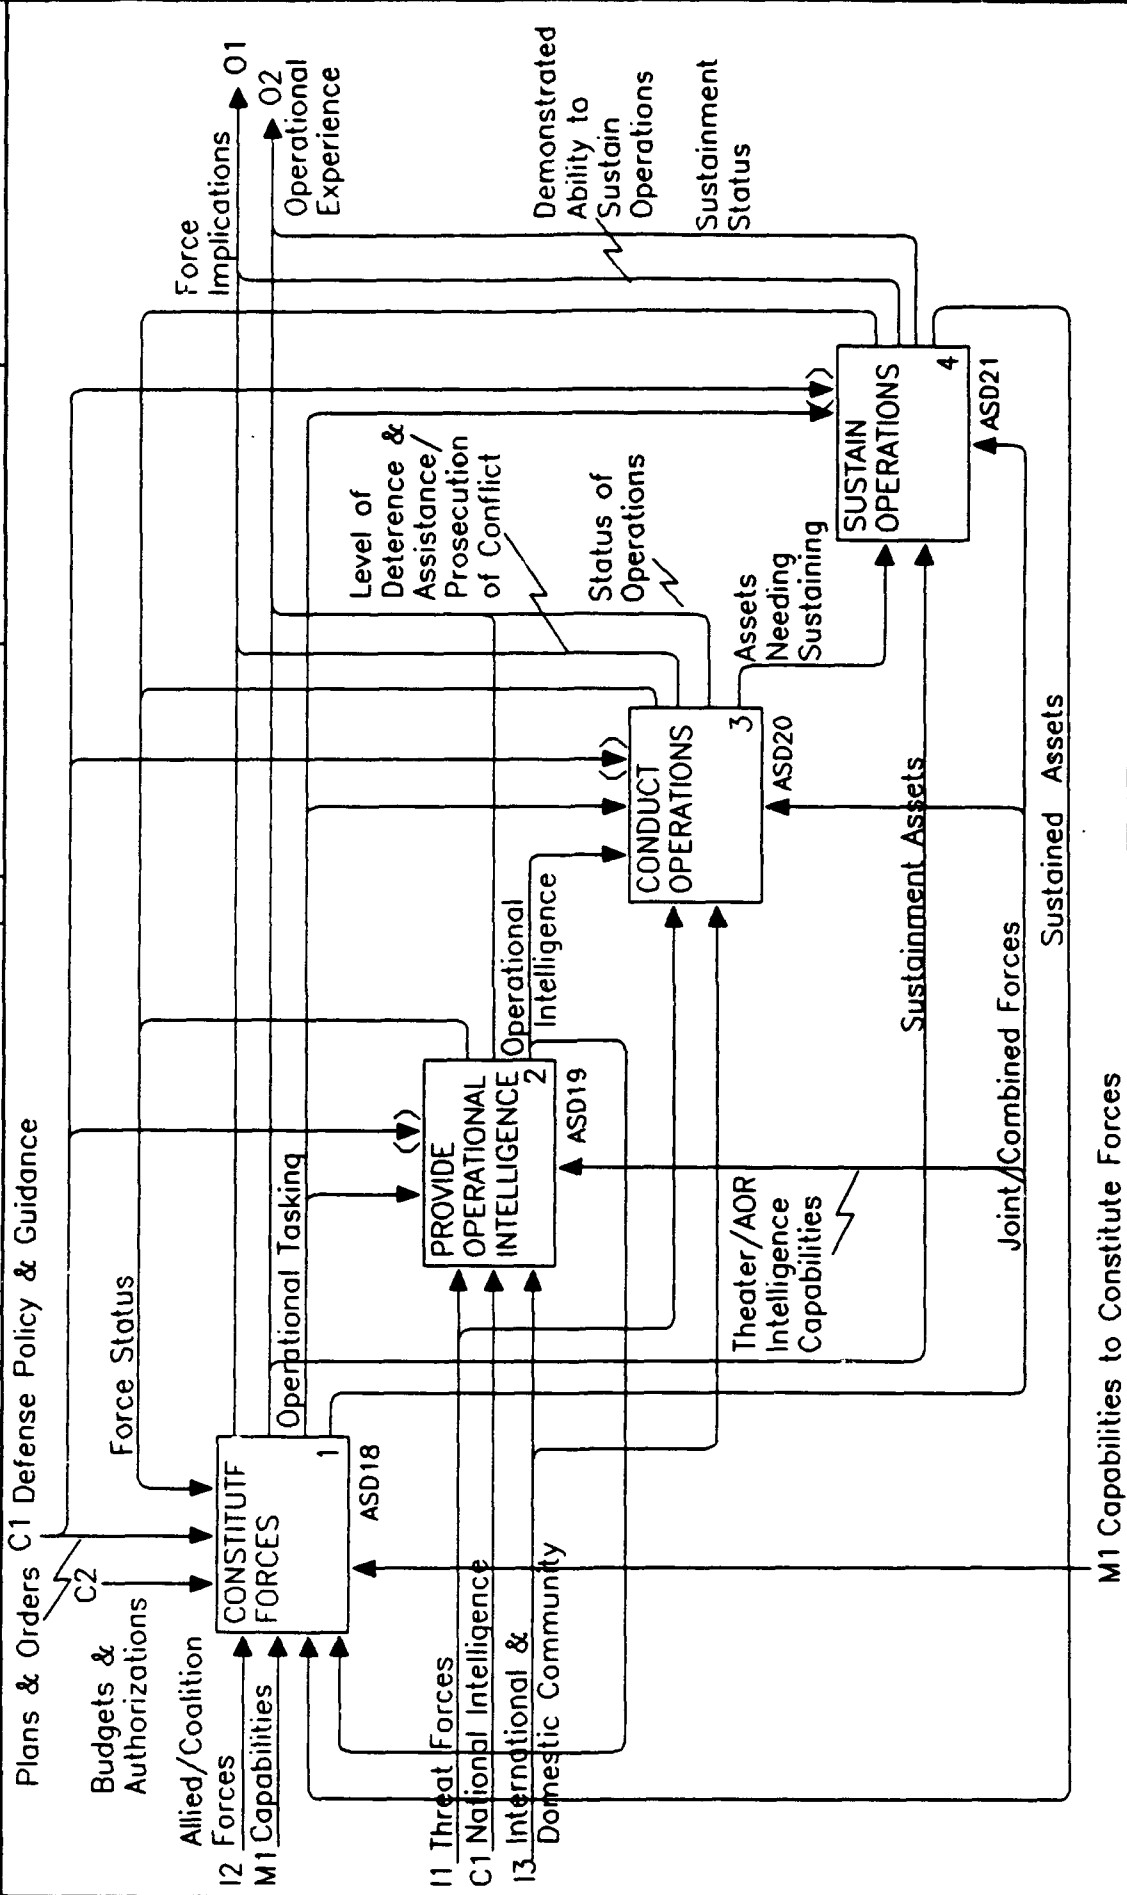 Plans & Orders
C1 Defense Policy & Guidance
C2
Budgets &
Authorizations
Force Status
Allied/Coalition
I2 Forces
M1 Capabilities
CONSTITUTF
FORCES
1
ASD18
Operational Tasking
Force
Implications
O1
O2
Operational
Experience
I1 Threat Forces
C1 National Intelligence
I3 International &
Domestic Community
PROVIDE
OPERATIONAL
INTELLIGENCE
2
ASD19
Operational
Intelligence
Level of
Deterence &
Assistance/
Prosecution
of Conflict
Status of
Operations
CONDUCT
OPERATIONS
3
ASD20
Assets
Needing
Sustaining
Demonstrated
Ability to
Sustain
Operations
Sustainment
Status
SUSTAIN
OPERATIONS
4
ASD21
Theater/AOR
Intelligence
Capabilities
Sustainment Assets
Joint/Combined Forces
Sustained Assets
M1 Capabilities to Constitute Forces